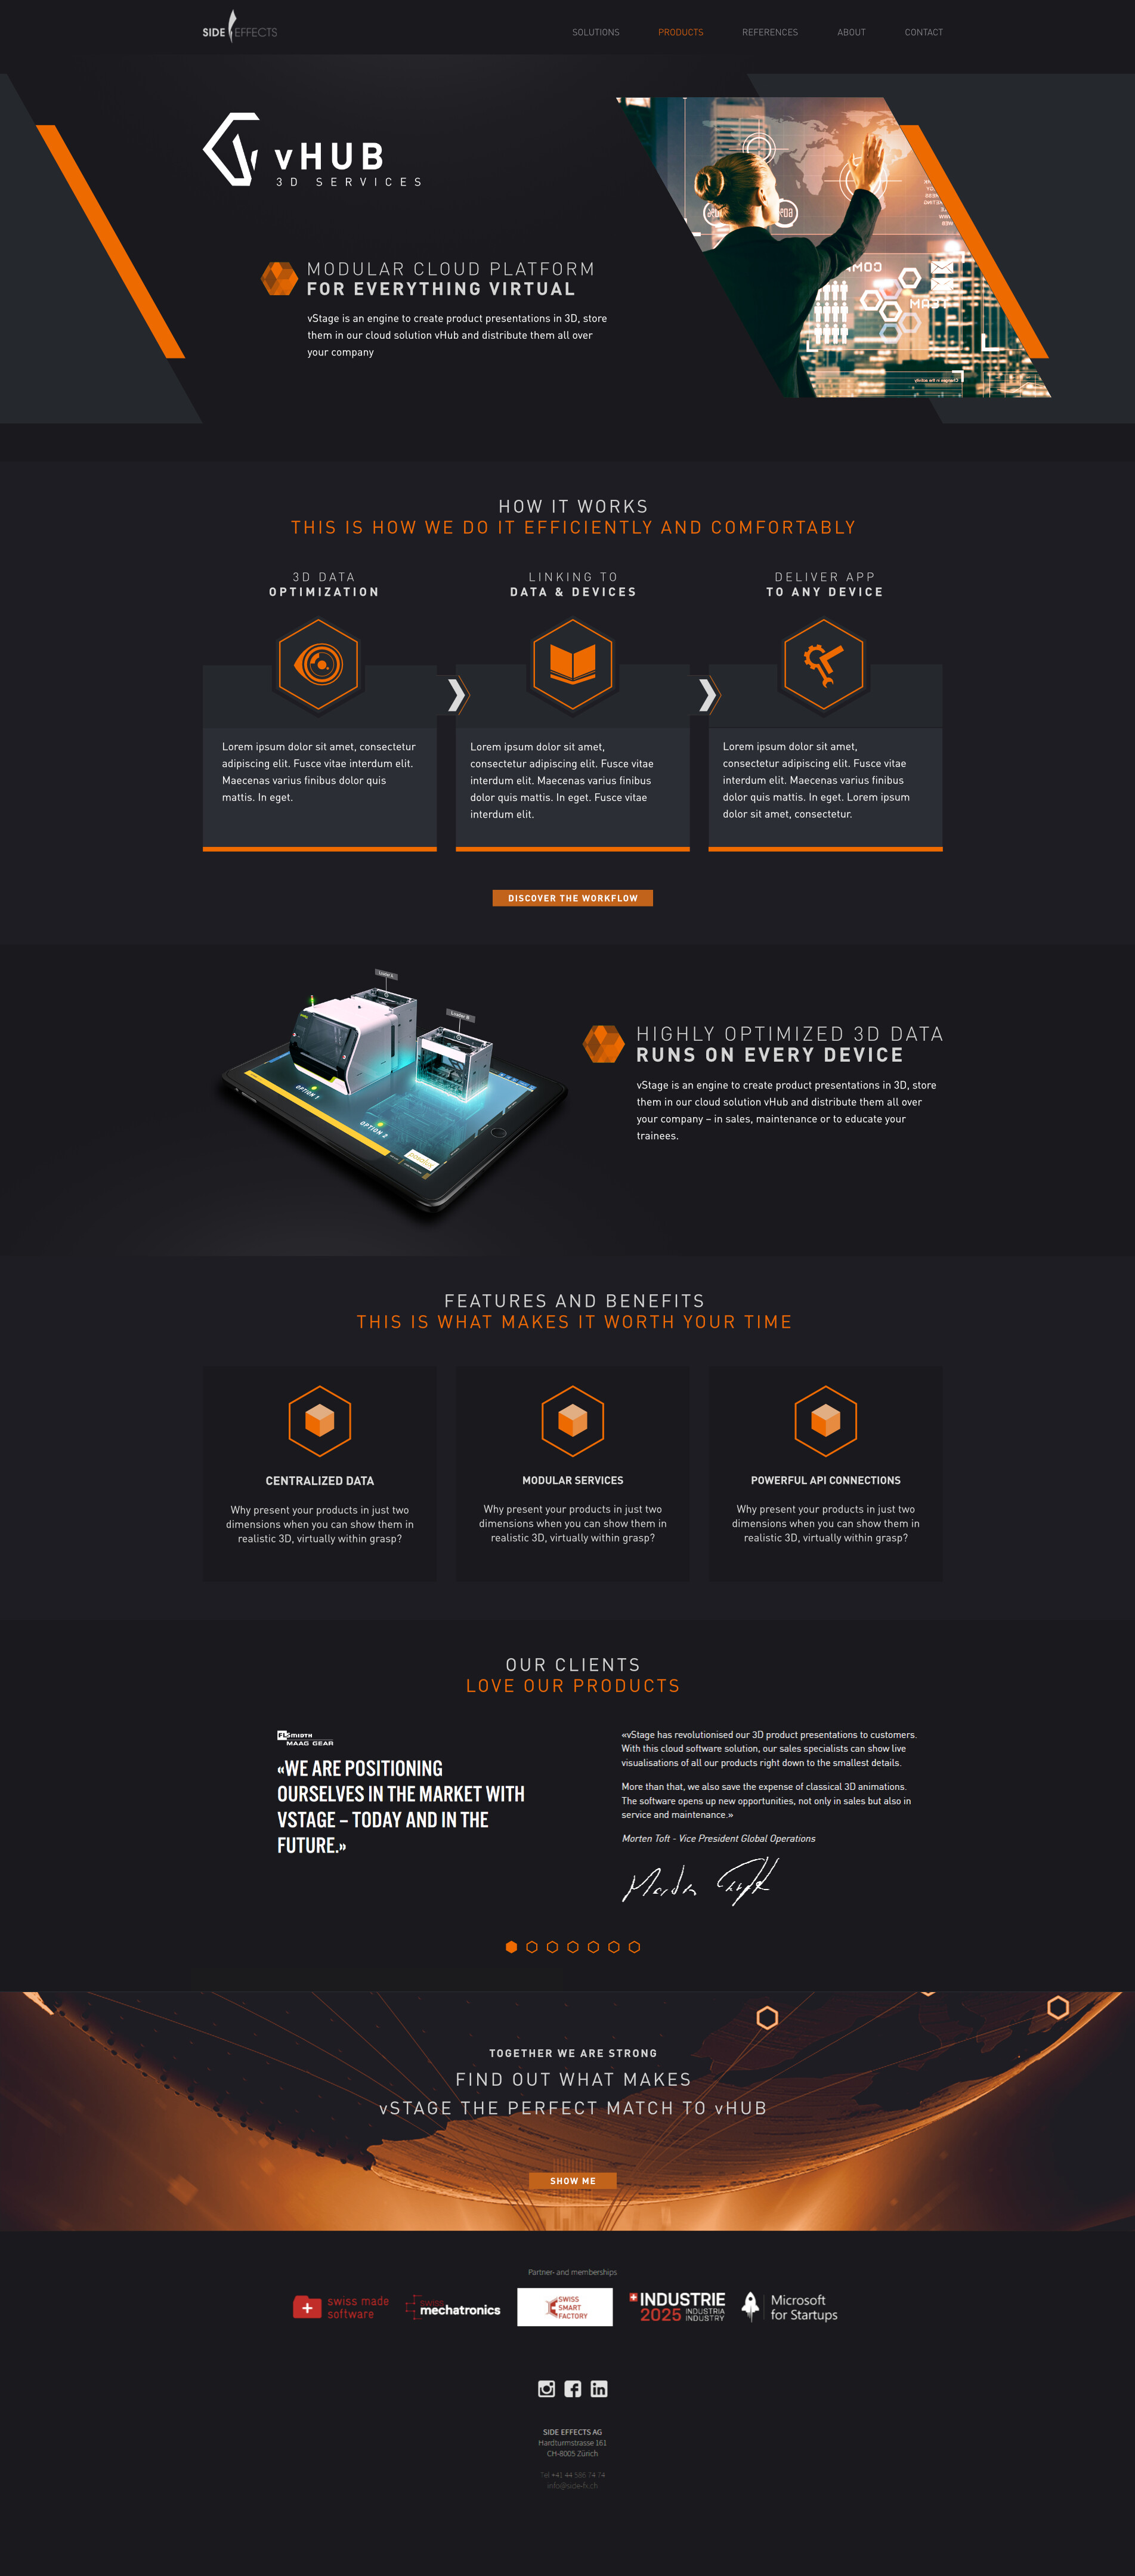 SIDE EFFECTS
SOLUTIONS
PRODUCTS
REFERENCES
ABOUT
CONTACT
vHUB
3D SERVICES
MODULAR CLOUD PLATFORM
FOR EVERYTHING VIRTUAL
vStage is an engine to create product presentations in 3D, store
them in our cloud solution vHub and distribute them all over
your company
HOW IT WORKS
THIS IS HOW WE DO IT EFFICIENTLY AND COMFORTABLY
3D DATA
OPTIMIZATION
Lorem ipsum dolor sit amet, consectetur
adipiscing elit. Fusce vitae interdum elit.
Maecenas varius finibus dolor quis
mattis. In eget.
LINKING TO
DATA & DEVICES
Lorem ipsum dolor sit amet,
consectetur adipiscing elit. Fusce vitae
interdum elit. Maecenas varius finibus
dolor quis mattis. In eget. Fusce vitae
interdum elit.
DELIVER APP
TO ANY DEVICE
Lorem ipsum dolor sit amet,
consectetur adipiscing elit. Fusce vitae
interdum elit. Maecenas varius finibus
dolor quis mattis. In eget. Lorem ipsum
dolor sit amet, consectetur.
DISCOVER THE WORKFLOW
OPTION 1
OPTION 2
HIGHLY OPTIMIZED 3D DATA
RUNS ON EVERY DEVICE
vStage is an engine to create product presentations in 3D, store
them in our cloud solution vHub and distribute them all over
your company – in sales, maintenance or to educate your
trainees.
FEATURES AND BENEFITS
THIS IS WHAT MAKES IT WORTH YOUR TIME
CENTRALIZED DATA
Why present your products in just two
dimensions when you can show them in
realistic 3D, virtually within grasp?
MODULAR SERVICES
Why present your products in just two
dimensions when you can show them in
realistic 3D, virtually within grasp?
POWERFUL API CONNECTIONS
Why present your products in just two
dimensions when you can show them in
realistic 3D, virtually within grasp?
OUR CLIENTS
LOVE OUR PRODUCTS
FLSMIDTH
MAAG GEAR
«WE ARE POSITIONING
OURSELVES IN THE MARKET WITH
VSTAGE – TODAY AND IN THE
FUTURE.»
«vStage has revolutionised our 3D product presentations to customers.
With this cloud software solution, our sales specialists can show live
visualisations of all our products right down to the smallest details.
More than that, we also save the expense of classical 3D animations.
The software opens up new opportunities, not only in sales but also in
service and maintenance.»
Morten Toft - Vice President Global Operations
TOGETHER WE ARE STRONG
FIND OUT WHAT MAKES
vSTAGE THE PERFECT MATCH TO vHUB
SHOW ME
Partner- and memberships
swiss made
software
swiss
mechatronics
SWISS
SMART
FACTORY
INDUSTRIE
2025 INDUSTRIA
INDUSTRY
Microsoft
for Startups
SIDE EFFECTS AG
Hardturmstrasse 161
CH-8005 Zürich
Tel +41 44 586 74 74
info@side-fx.ch